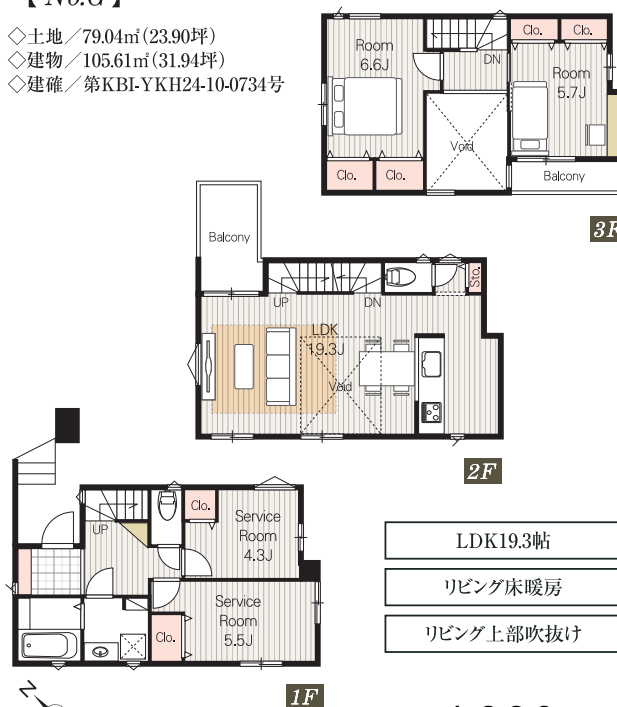 【 No.G 】
◇土地／79.04㎡(23.90坪)
◇建物／105.61㎡(31.94坪)
◇建確／第KBI-YKH24-10-0734号
Room
6.6J
DN
Clo.
Clo.
Room
5.7J
Void
Clo.
Clo.
Balcony
3F
Balcony
UP
DN
Sto.
LDK
19.3J
Void
2F
UP
Clo.
Service
Room
4.3J
Service
Room
5.5J
Clo.
1F
N
LDK19.3帖
リビング床暖房
リビング上部吹抜け